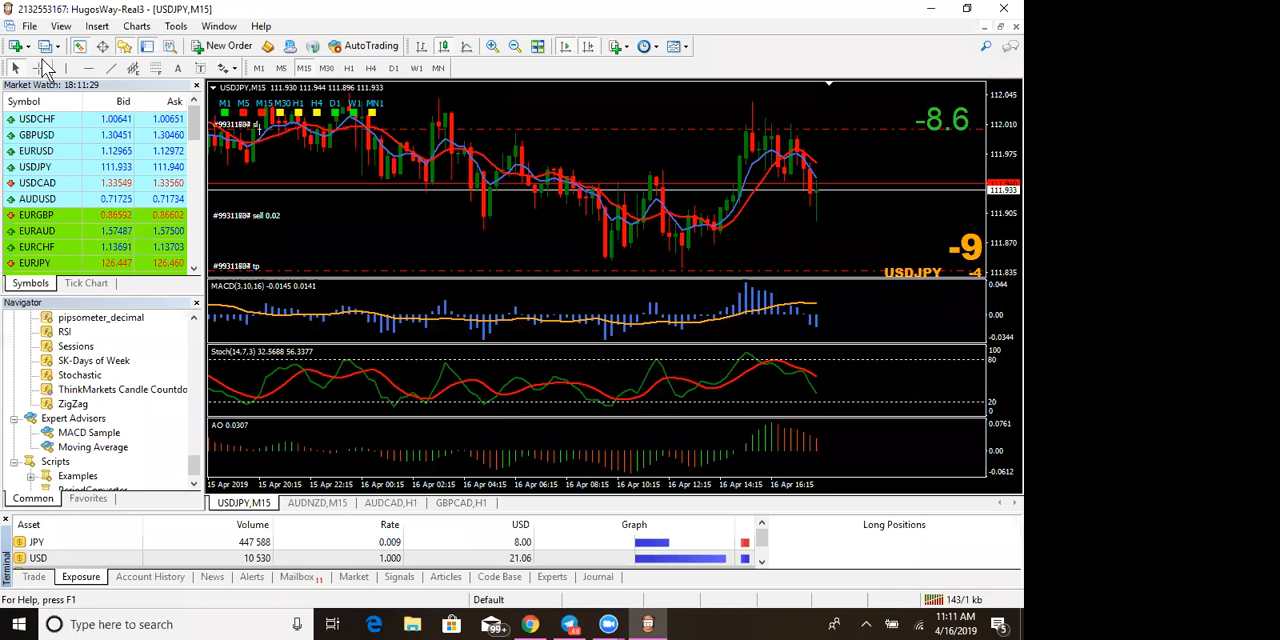 2132553167: HugosWay-Real3 - [USDJPY,M15]
File View Insert Charts Tools Window Help
New Order AutoTrading
M1 M5 M15 M30 H1 H4 D1 W1 MN
Market Watch: 18:11:29
Symbol Bid Ask
USDCHF 1.00641 1.00651
GBPUSD 1.30451 1.30460
EURUSD 1.12965 1.12972
USDJPY 111.933 111.940
USDCAD 1.33549 1.33560
AUDUSD 0.71725 0.71734
EURGBP 0.86592 0.86602
EURAUD 1.57487 1.57500
EURCHF 1.13691 1.13703
EURJPY 126.447 126.460
Symbols Tick Chart
Navigator
pipsometer_decimal
RSI
Sessions
SK-Days of Week
Stochastic
ThinkMarkets Candle Countdo
ZigZag
Expert Advisors
MACD Sample
Moving Average
Scripts
Examples
PeriodConverter
Common Favorites
USDJPY,M15 111.930 111.944 111.896 111.933
M1 M5 M15 M30 H1 H4 D1 W1 MN1
-8.6
sell 0.02
tp
-9
USDJPY -4
112.045
112.010
111.975
111.933
111.905
111.870
111.835
MACD(3,10,16) -0.0145 0.0141
0.044
0.00
-0.0344
Stoch(14,7,3) 32.5688 56.3377
100
80
20
0
AO 0.0307
0.0761
0.00
-0.0612
15 Apr 2019 15 Apr 20:15 15 Apr 22:15 16 Apr 00:15 16 Apr 02:15 16 Apr 04:15 16 Apr 06:15 16 Apr 08:15 16 Apr 10:15 16 Apr 12:15 16 Apr 14:15 16 Apr 16:15
USDJPY,M15 AUDNZD,M15 AUDCAD,H1 GBPCAD,H1
Asset Volume Rate USD Graph Long Positions
JPY 447 588 0.009 8.00
USD 10 530 1.000 21.06
Terminal
Trade Exposure Account History News Alerts Mailbox 11 Market Signals Articles Code Base Experts Journal
For Help, press F1 Default 143/1 kb
Type here to search
99+
11:11 AM
4/16/2019
5